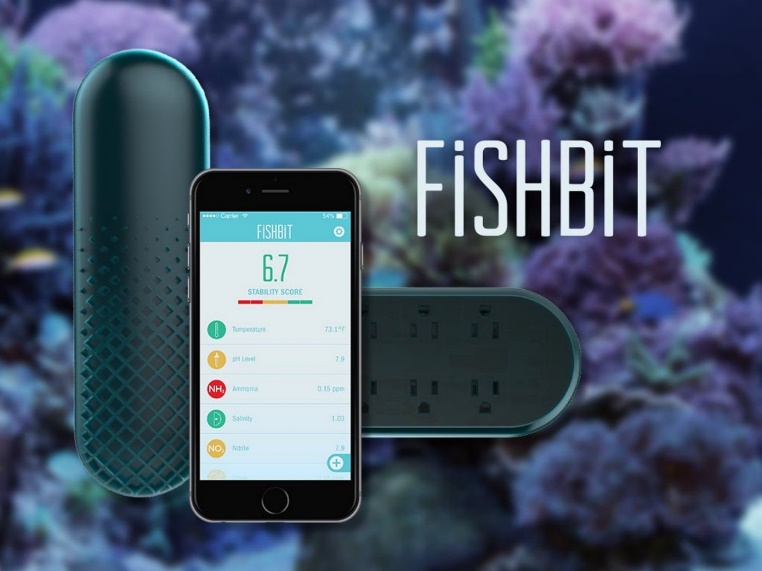 FiSHBiT
Carrier 54%
FiSHBiT
6.7
STABILITY SCORE
Temperature 73.1°F
pH Level 7.9
NH₃ Ammonia 0.15 ppm
Salinity 1.03
NO₂ Nitrite 7.9